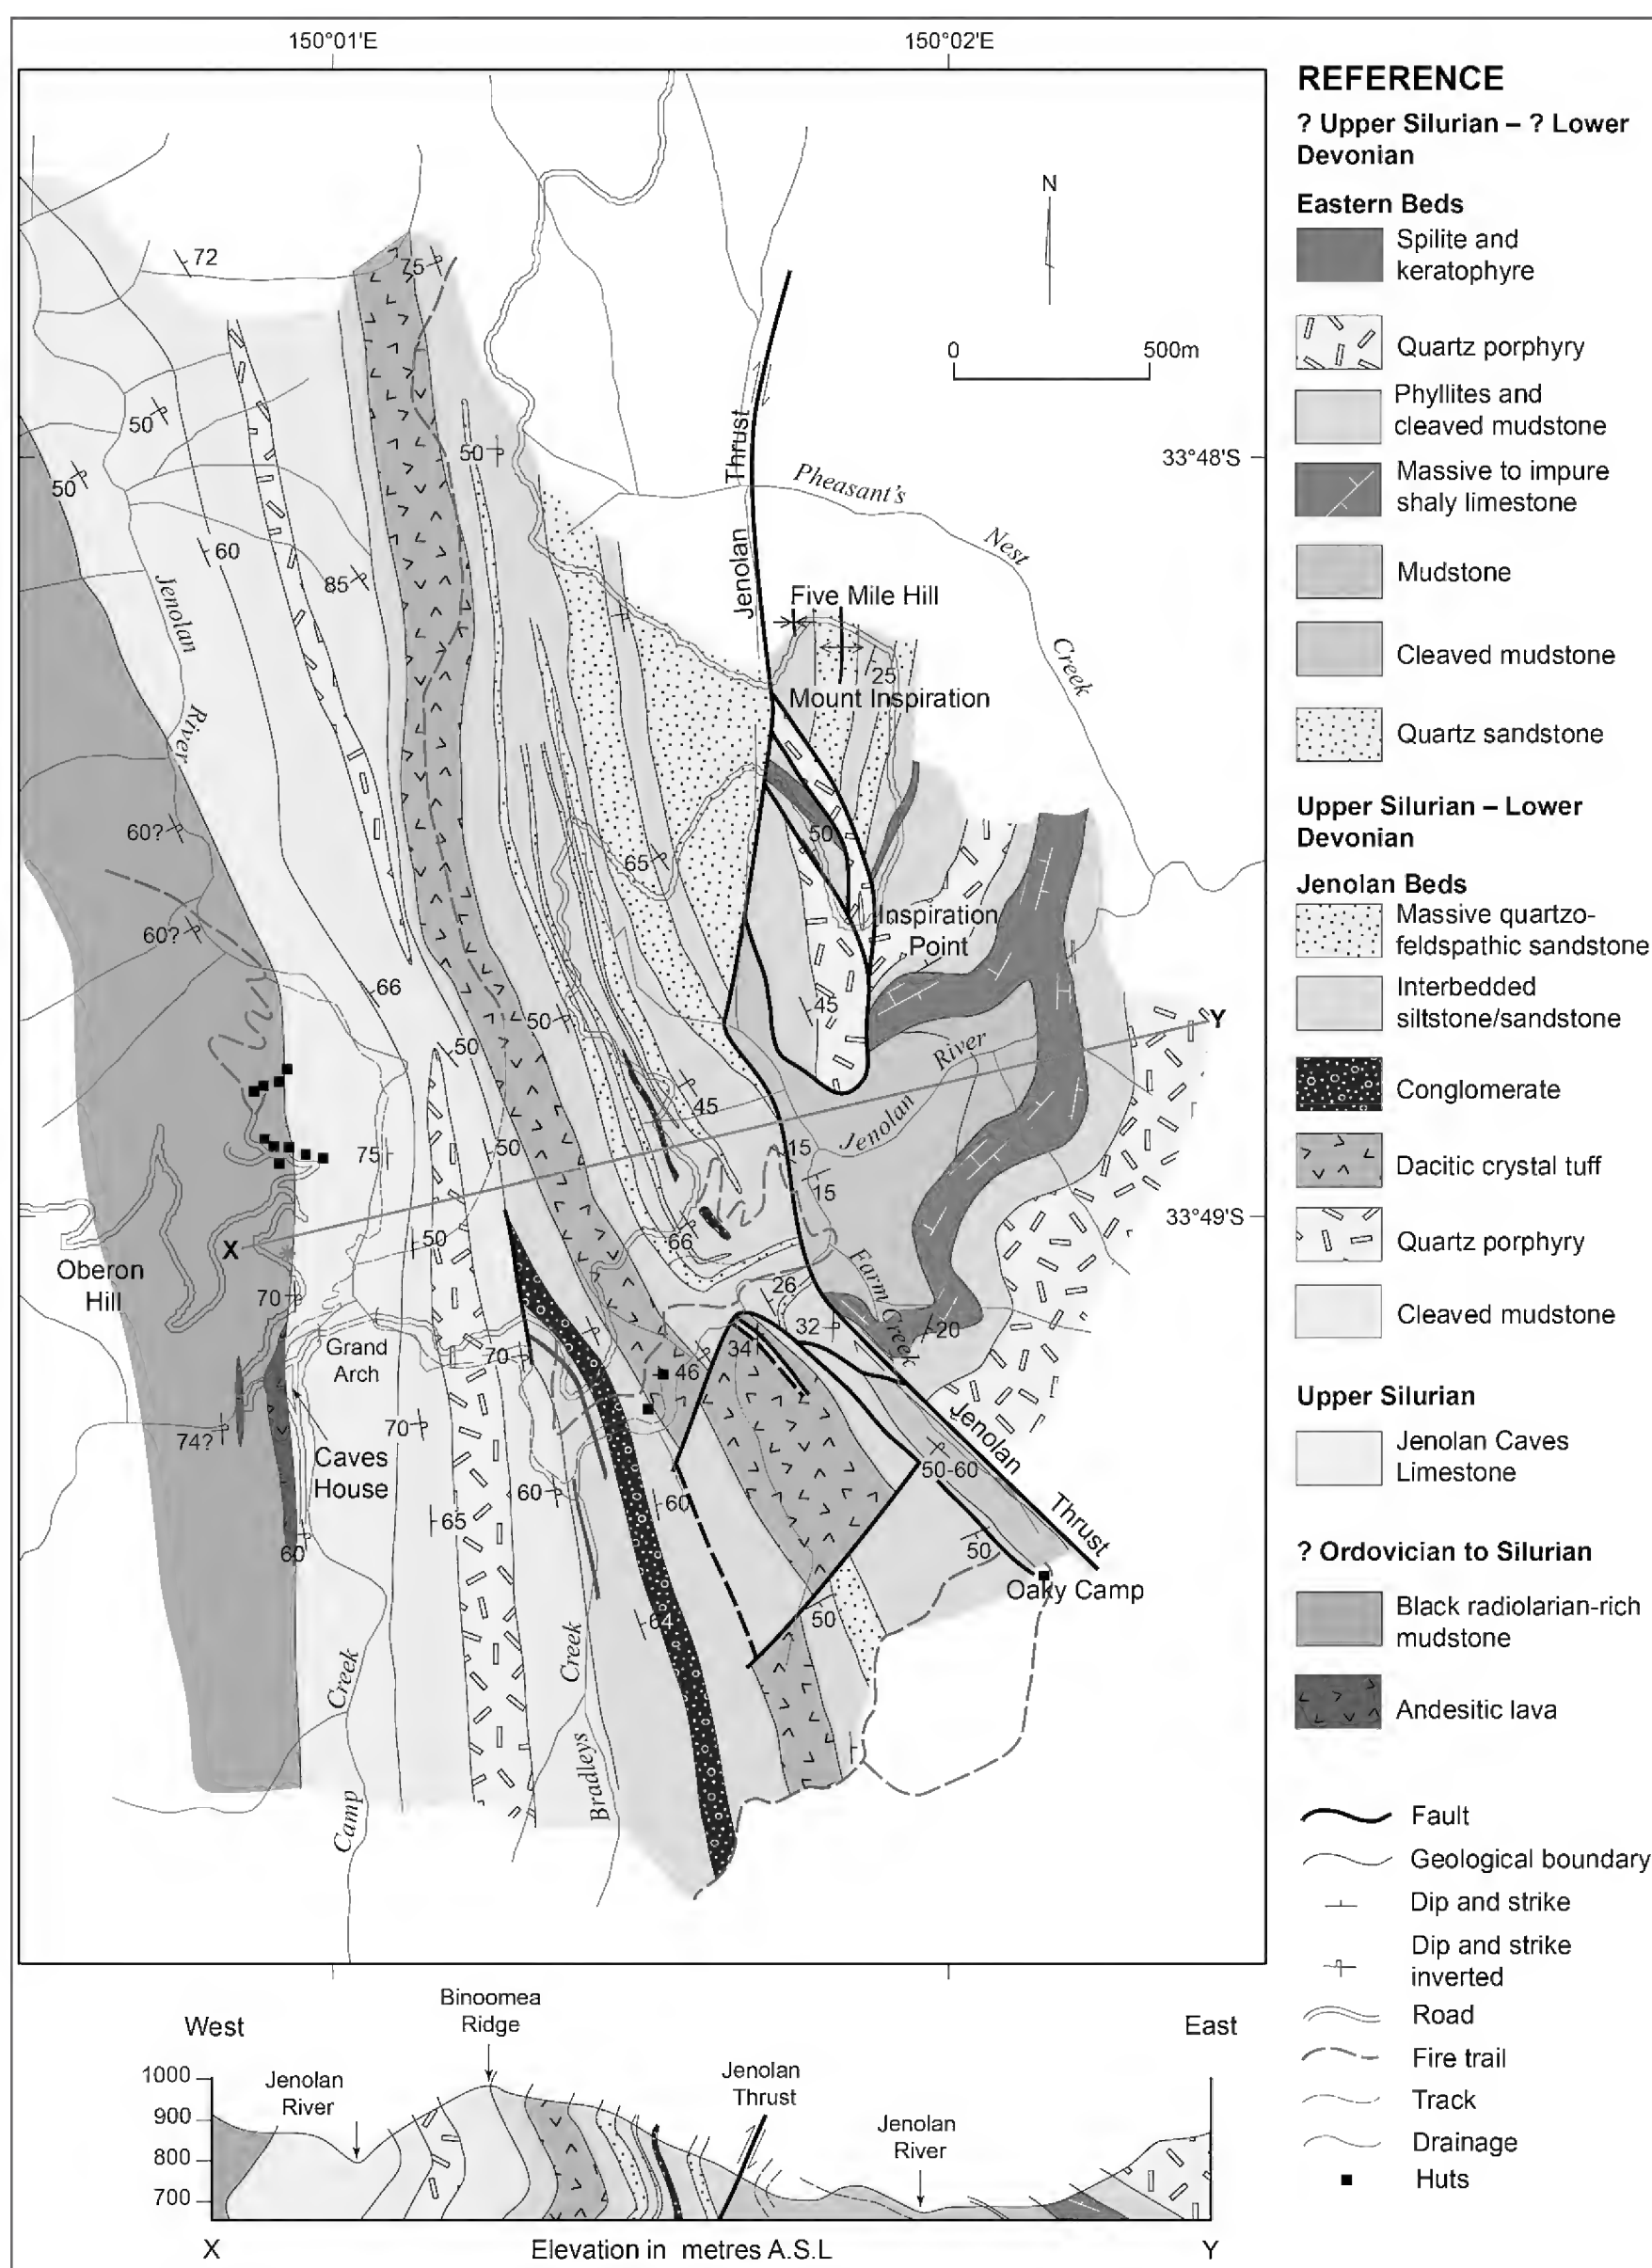 150°01'E
150°02'E
N
0 500m
33°48'S
33°49'S
72
75
50
50
50
60
85
Thrust
Jenolan
Pheasant's
Nest
Creek
Five Mile Hill
25
Mount Inspiration
Jenolan
River
60?
60?
65
50
Inspiration
Point
45
66
50
50
Y
River
Jenolan
45
50
75
15
15
X
50
66
Oberon
Hill
70
Grand
Arch
Farm Creek
26
32
20
34
70
46
74?
70
Caves
House
Jenolan
50-60
60
60
65
Thrust
60
50
Oaky Camp
64
50
Creek
Camp
Creek
Bradleys
REFERENCE
? Upper Silurian – ? Lower
Devonian
Eastern Beds
Spilite and
keratophyre
Quartz porphyry
Phyllites and
cleaved mudstone
Massive to impure
shaly limestone
Mudstone
Cleaved mudstone
Quartz sandstone
Upper Silurian – Lower
Devonian
Jenolan Beds
Massive quartzo-
feldspathic sandstone
Interbedded
siltstone/sandstone
Conglomerate
Dacitic crystal tuff
Quartz porphyry
Cleaved mudstone
Upper Silurian
Jenolan Caves
Limestone
? Ordovician to Silurian
Black radiolarian-rich
mudstone
Andesitic lava
Fault
Geological boundary
Dip and strike
Dip and strike
inverted
Road
Fire trail
Track
Drainage
Huts
West
Binoomea
Ridge
East
1000
900
800
700
Jenolan
River
Jenolan
Thrust
Jenolan
River
X
Elevation in metres A.S.L
Y